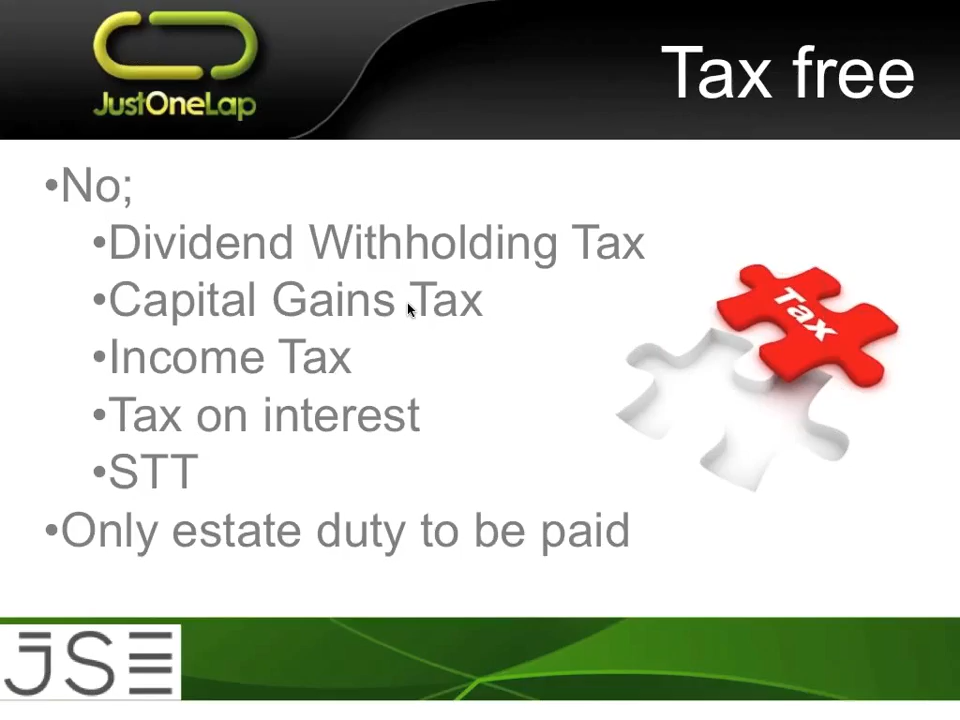 JustOneLap
Tax free
•No;
•Dividend Withholding Tax
•Capital Gains Tax
•Income Tax
•Tax on interest
•STT
•Only estate duty to be paid
Tax
JSE